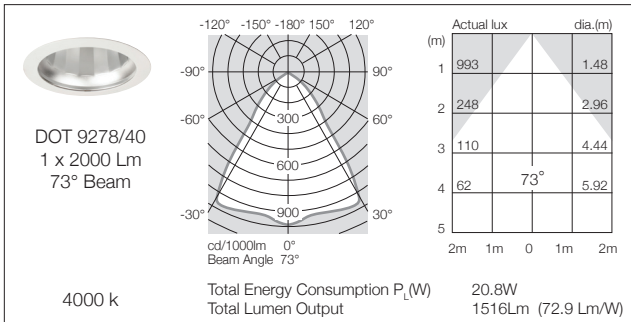 DOT 9278/40
1 x 2000 Lm
73° Beam
4000 k
-120° -150° -180° 150° 120°
-90° 90°
-60° 60°
-30° 30°
300
600
900
cd/1000lm 0°
Beam Angle 73°
Actual lux dia.(m)
(m)
1 993 1.48
2 248 2.96
3 110 4.44
4 62 5.92
73°
5
2m 1m 0 1m 2m
Total Energy Consumption PL(W) 20.8W
Total Lumen Output 1516Lm (72.9 Lm/W)